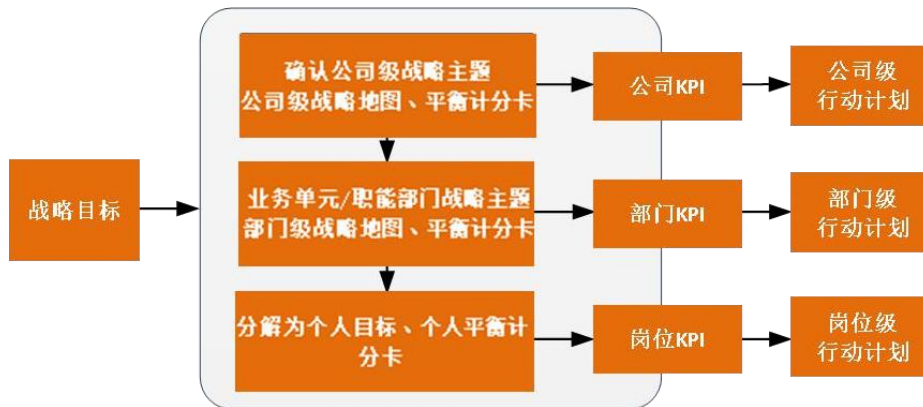 战略目标
确认公司级战略主题
公司级战略地图、平衡计分卡
公司KPI
公司级
行动计划
业务单元/职能部门战略主题
部门级战略地图、平衡计分卡
部门KPI
部门级
行动计划
分解为个人目标、个人平衡计
分卡
岗位KPI
岗位级
行动计划